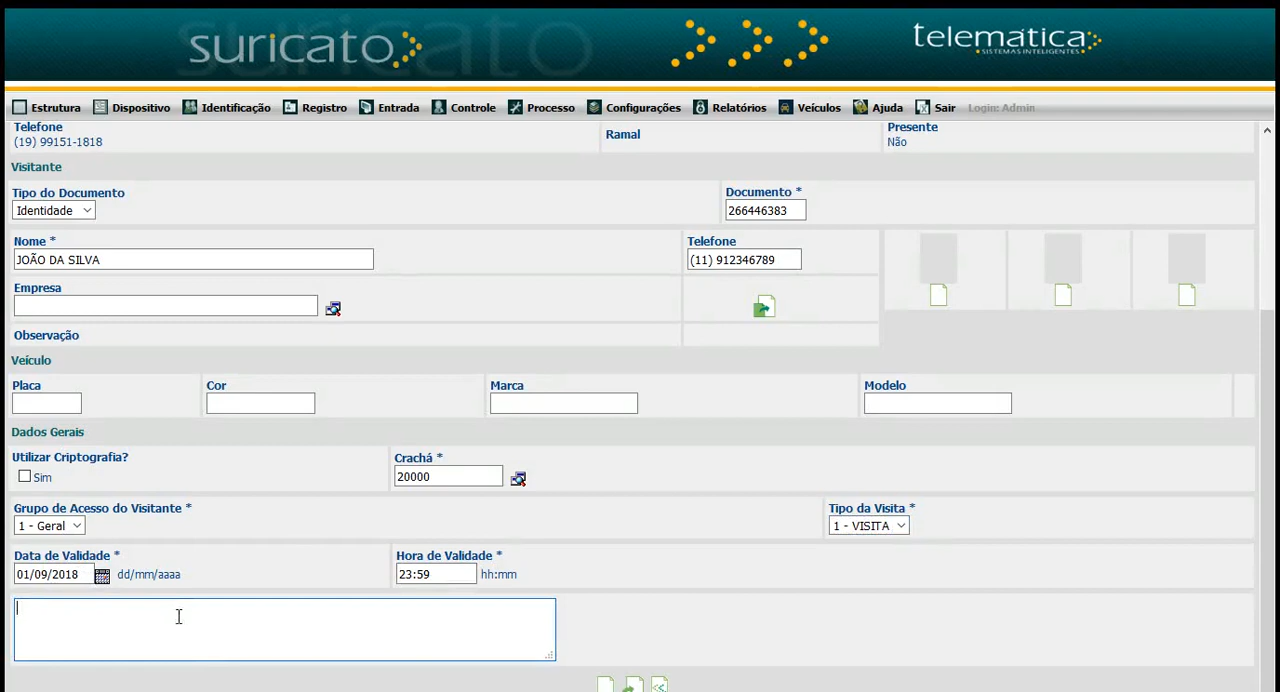 suricato
telematica
SISTEMAS INTELIGENTES
Estrutura Dispositivo Identificação Registro Entrada Controle Processo Configurações Relatórios Veículos Ajuda Sair Login: Admin
Telefone Ramal Presente
(19) 99151-1818 Não
Visitante
Tipo do Documento Documento *
Identidade 266446383
Nome * Telefone
JOÃO DA SILVA (11) 912346789
Empresa
Observação
Veículo
Placa Cor Marca Modelo
Dados Gerais
Utilizar Criptografia? Crachá *
Sim 20000
Grupo de Acesso do Visitante * Tipo da Visita *
1 - Geral 1 - VISITA
Data de Validade * Hora de Validade *
01/09/2018 dd/mm/aaaa 23:59 hh:mm